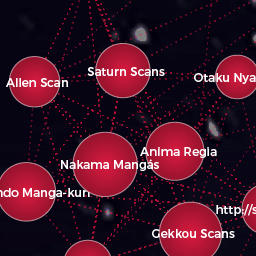 Saturn Scans
Allen Scan
Otaku Nya
Anima Regia
Nakama Mangás
ndo Manga-kun
http://s
Gekkou Scans